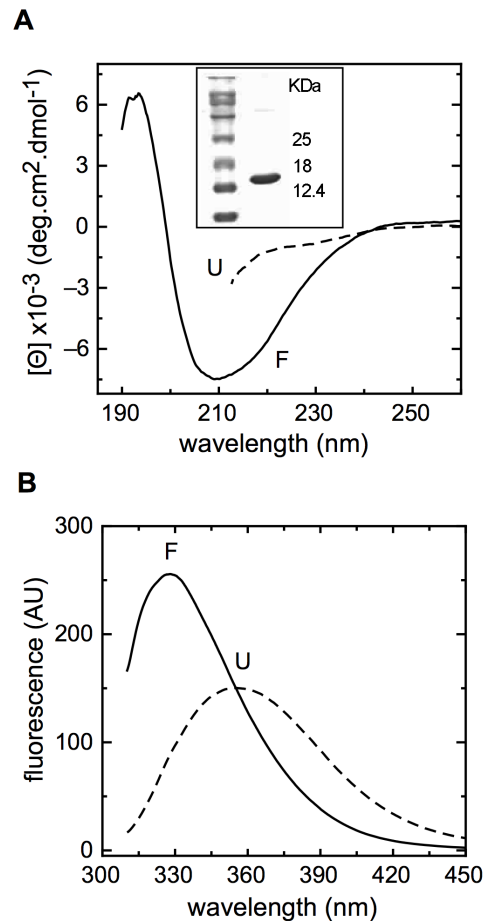 A
6
3
0
–3
–6
[Θ] x10-3 (deg.cm2.dmol-1)
KDa
25
18
12.4
U
F
190 210 230 250
wavelength (nm)
B
300
200
100
0
fluorescence (AU)
F
U
300 330 360 390 420 450
wavelength (nm)